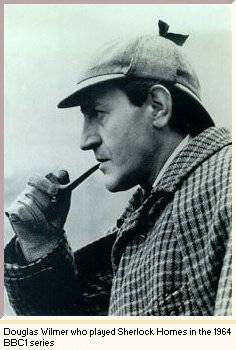 Douglas Wilmer who played Sherlock Homes in the 1964
BBC1 series